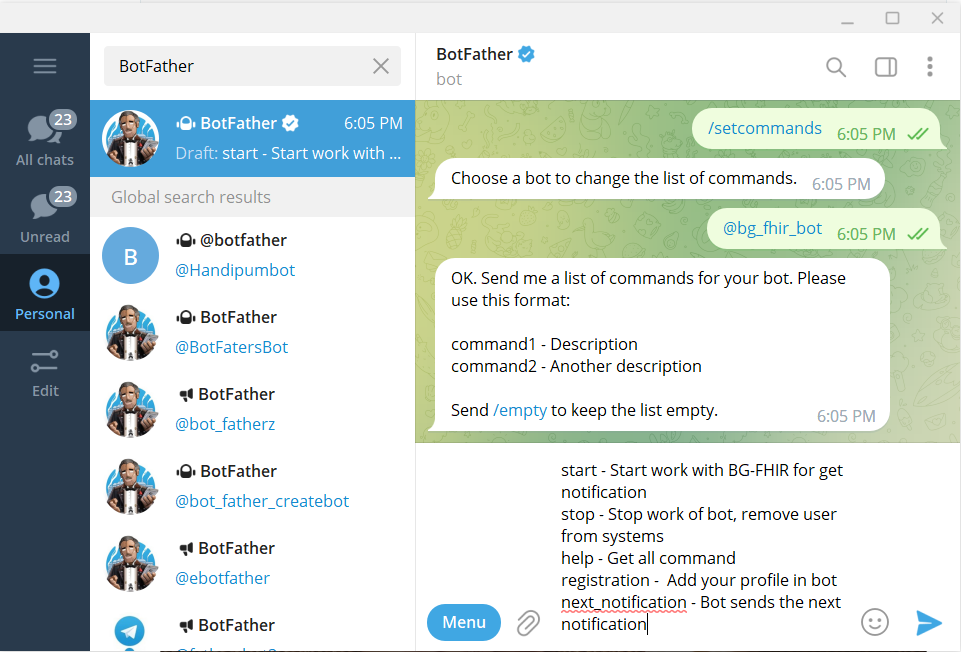 BotFather
23
All chats
23
Unread
Personal
Edit
BotFather 6:05 PM
Draft: start - Start work with ...
Global search results
B
@botfather
@Handipumbot
BotFather
@BotFatersBot
BotFather
@bot_fatherz
BotFather
@bot_father_createbot
BotFather
@ebotfather
BotFather
BotFather
bot
/setcommands 6:05 PM
Choose a bot to change the list of commands. 6:05 PM
@bg_fhir_bot 6:05 PM
OK. Send me a list of commands for your bot. Please
use this format:
command1 - Description
command2 - Another description
Send /empty to keep the list empty. 6:05 PM
start - Start work with BG-FHIR for get
notification
stop - Stop work of bot, remove user
from systems
help - Get all command
registration -  Add your profile in bot
next_notification - Bot sends the next
notification
Menu